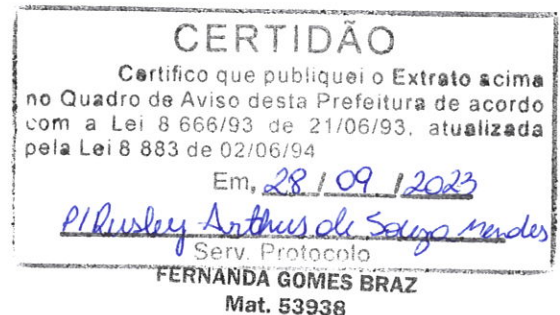 CERTIDÃO
Certifico que publiquei o Extrato acima
no Quadro de Aviso desta Prefeitura de acordo
com a Lei 8 666/93 de 21/06/93, atualizada
pela Lei 8 883 de 02/06/94
Em, 28 / 09 / 2023
Arthus de Souza Mendes
Serv. Protocolo
FERNANDA GOMES BRAZ
Mat. 53938